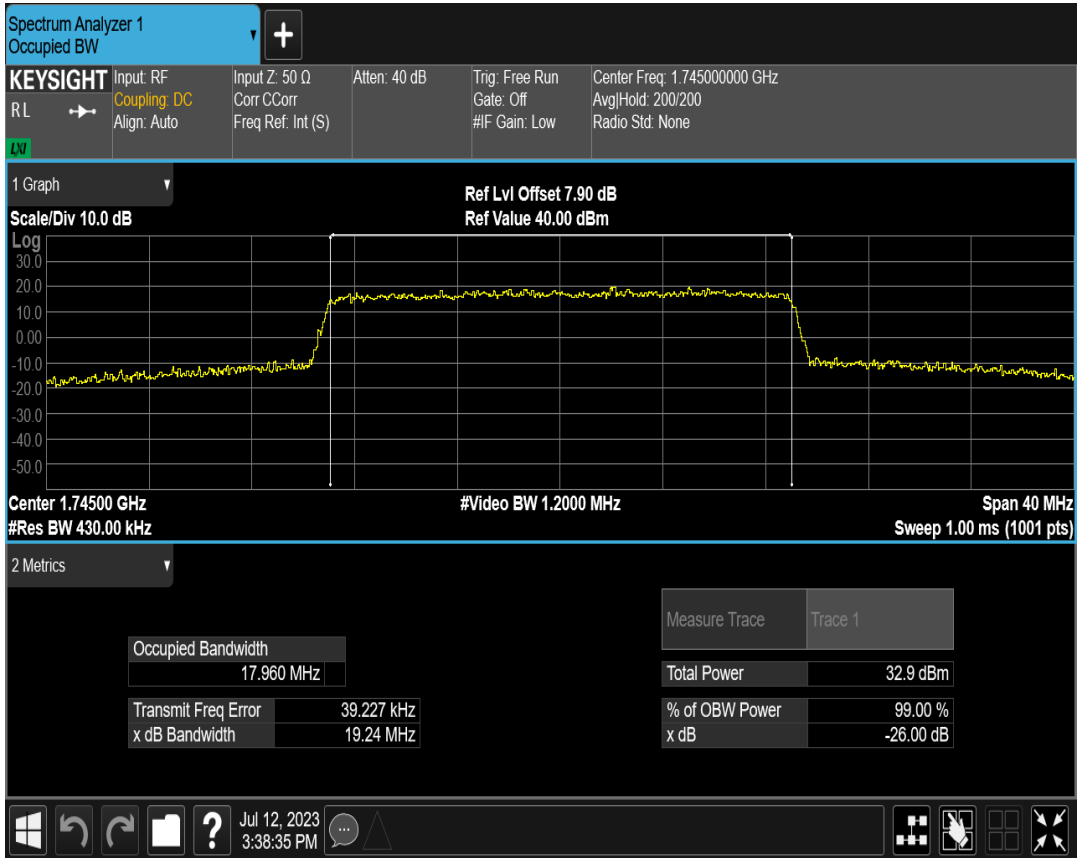 Spectrum Analyzer 1
Occupied BW
+
KEYSIGHT
R L
LXI
Input: RF
Coupling: DC
Align: Auto
Input Z: 50 Ω
Corr CCorr
Freq Ref: Int (S)
Atten: 40 dB
Trig: Free Run
Gate: Off
#IF Gain: Low
Center Freq: 1.745000000 GHz
Avg|Hold: 200/200
Radio Std: None
1 Graph
Scale/Div 10.0 dB
Ref Lvl Offset 7.90 dB
Ref Value 40.00 dBm
Log
30.0
20.0
10.0
0.00
-10.0
-20.0
-30.0
-40.0
-50.0
Center 1.74500 GHz
#Video BW 1.2000 MHz
Span 40 MHz
#Res BW 430.00 kHz
Sweep 1.00 ms (1001 pts)
2 Metrics
Measure Trace Trace 1
Occupied Bandwidth
17.960 MHz
Total Power 32.9 dBm
Transmit Freq Error 39.227 kHz
% of OBW Power 99.00 %
x dB Bandwidth 19.24 MHz
x dB -26.00 dB
?
Jul 12, 2023
3:38:35 PM
...